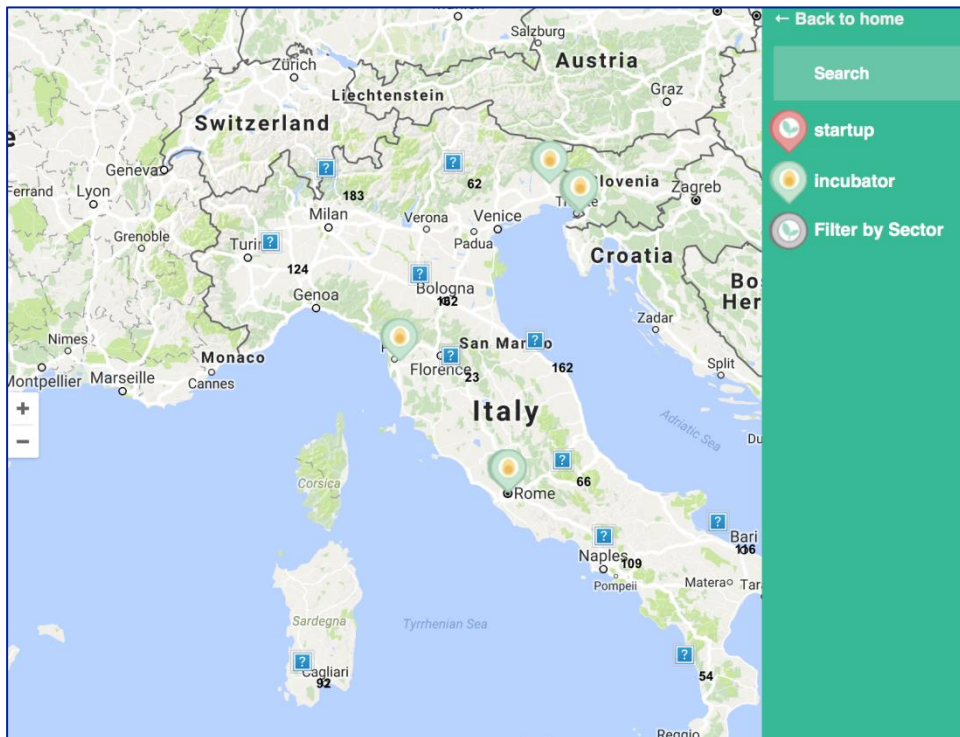 ← Back to home
Search
startup
incubator
Filter by Sector
Salzburg
Austria
Zürich
Liechtenstein
Graz
Switzerland
Geneva
183
62
Slovenia
Zagreb
Ferrand
Lyon
Milan
Verona
Venice
Grenoble
Padua
Croatia
124
Bologna
Genoa
Zadar
Nimes
San Marino
Monaco
Florence
162
Split
Montpellier
Marseille
Cannes
23
+
−
Italy
Adriatic Sea
Corsica
66
Rome
Bari
116
Naples
109
Pompeii
Matera
Sardegna
Tyrrhenian Sea
Cagliari
92
54
Reggio